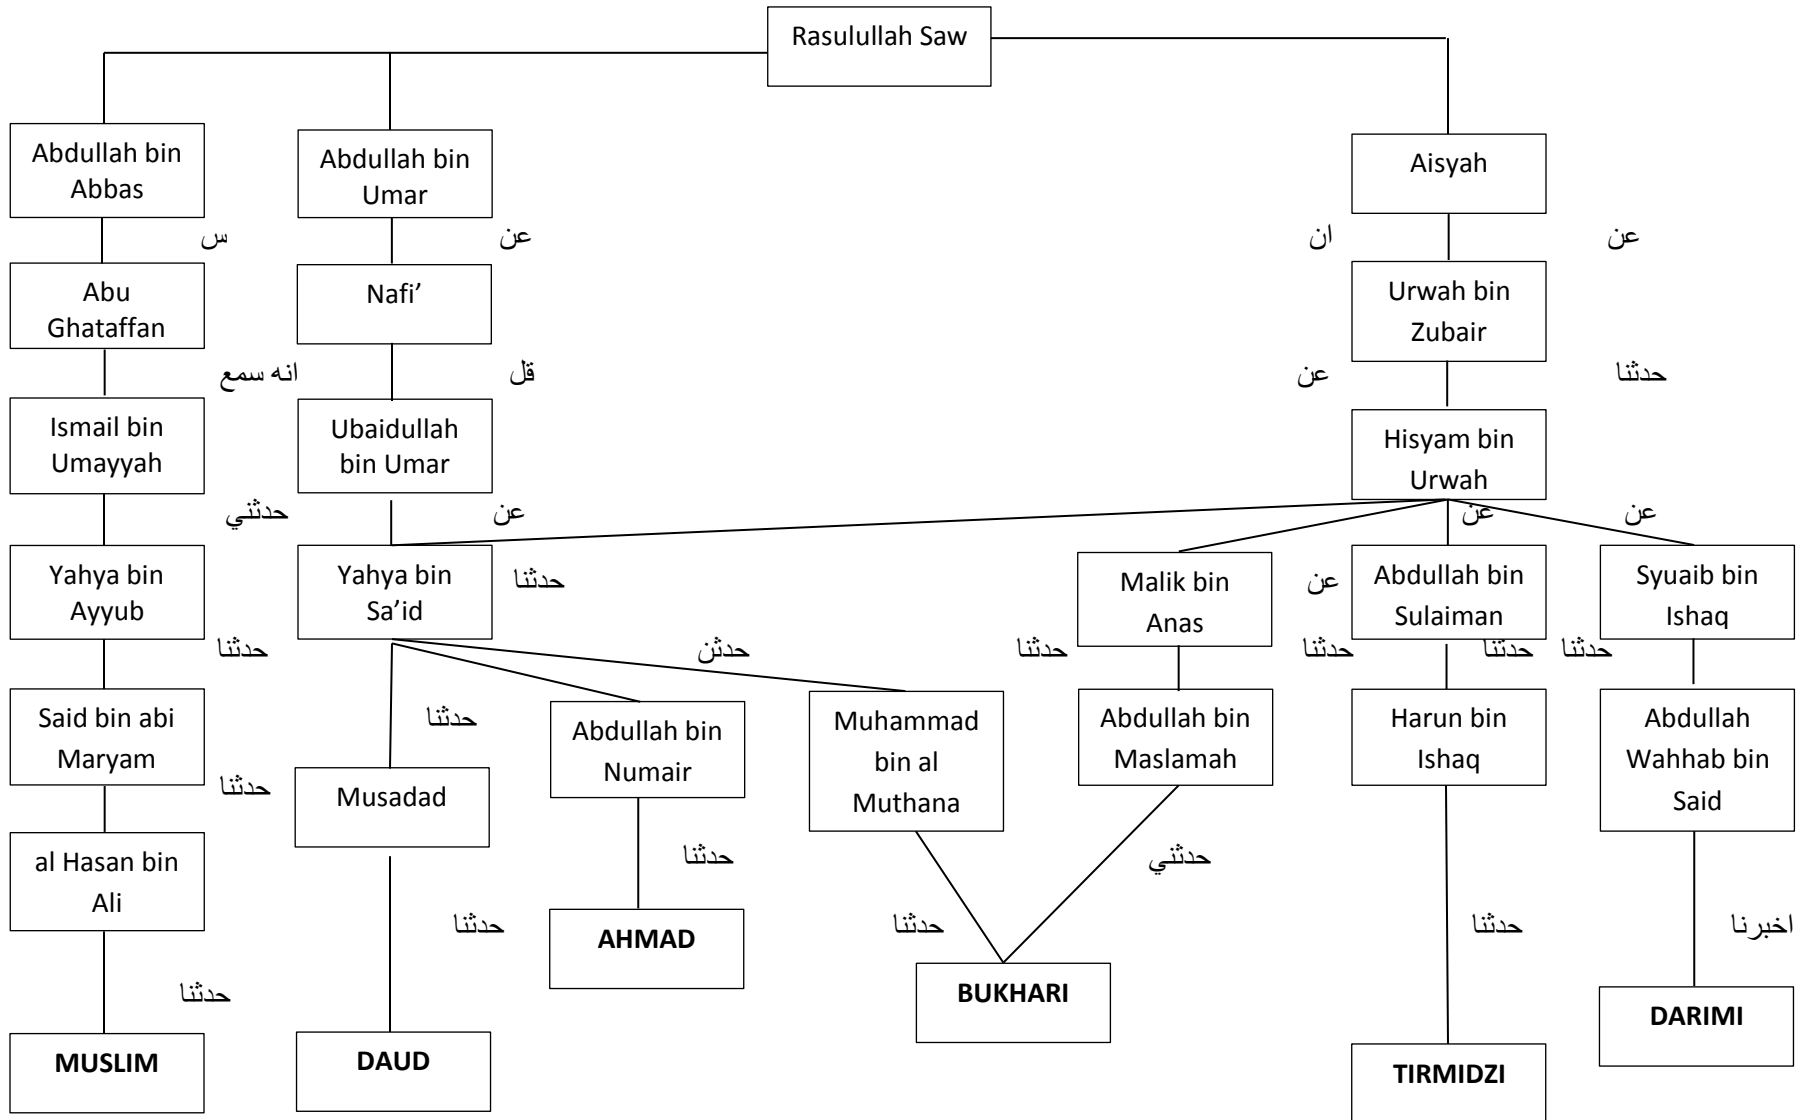 Rasulullah Saw
Abdullah bin
Abbas
Abdullah bin
Umar
Aisyah
س
عن
ان
عن
Abu
Ghataffan
Nafi’
Urwah bin
Zubair
انه سمع
قل
عن
حدثنا
Ismail bin
Umayyah
Ubaidullah
bin Umar
Hisyam bin
Urwah
حدثني
عن
عن
عن
Yahya bin
Ayyub
Yahya bin
Sa’id
حدثنا
Malik bin
Anas
عن
Abdullah bin
Sulaiman
Syuaib bin
Ishaq
حدثنا
حدثن
حدثنا
حدثنا
حدثنا
حدثنا
Said bin abi
Maryam
حدثنا
Abdullah bin
Numair
Muhammad
bin al
Muthana
Abdullah bin
Maslamah
Harun bin
Ishaq
Abdullah
Wahhab bin
Said
حدثنا
Musadad
al Hasan bin
Ali
حدثنا
حدثني
حدثنا
AHMAD
حدثنا
حدثنا
اخبرنا
حدثنا
BUKHARI
DARIMI
MUSLIM
DAUD
TIRMIDZI